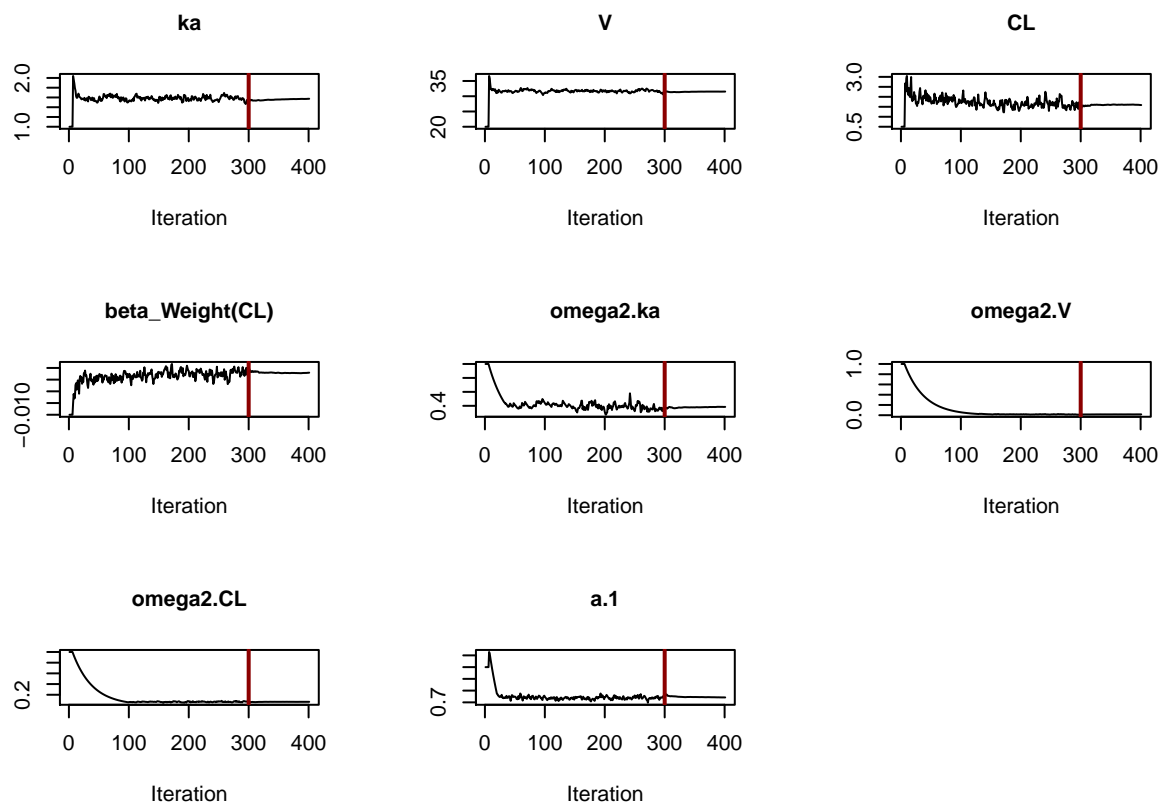 ka
2.0
1.0
0 100 200 300 400
Iteration
V
35
20
0 100 200 300 400
Iteration
CL
3.0
0.5
0 100 200 300 400
Iteration
beta_Weight(CL)
−0.010
0 100 200 300 400
Iteration
omega2.ka
0.4
0 100 200 300 400
Iteration
omega2.V
1.0
0.0
0 100 200 300 400
Iteration
omega2.CL
0.2
0 100 200 300 400
Iteration
a.1
0.7
0 100 200 300 400
Iteration